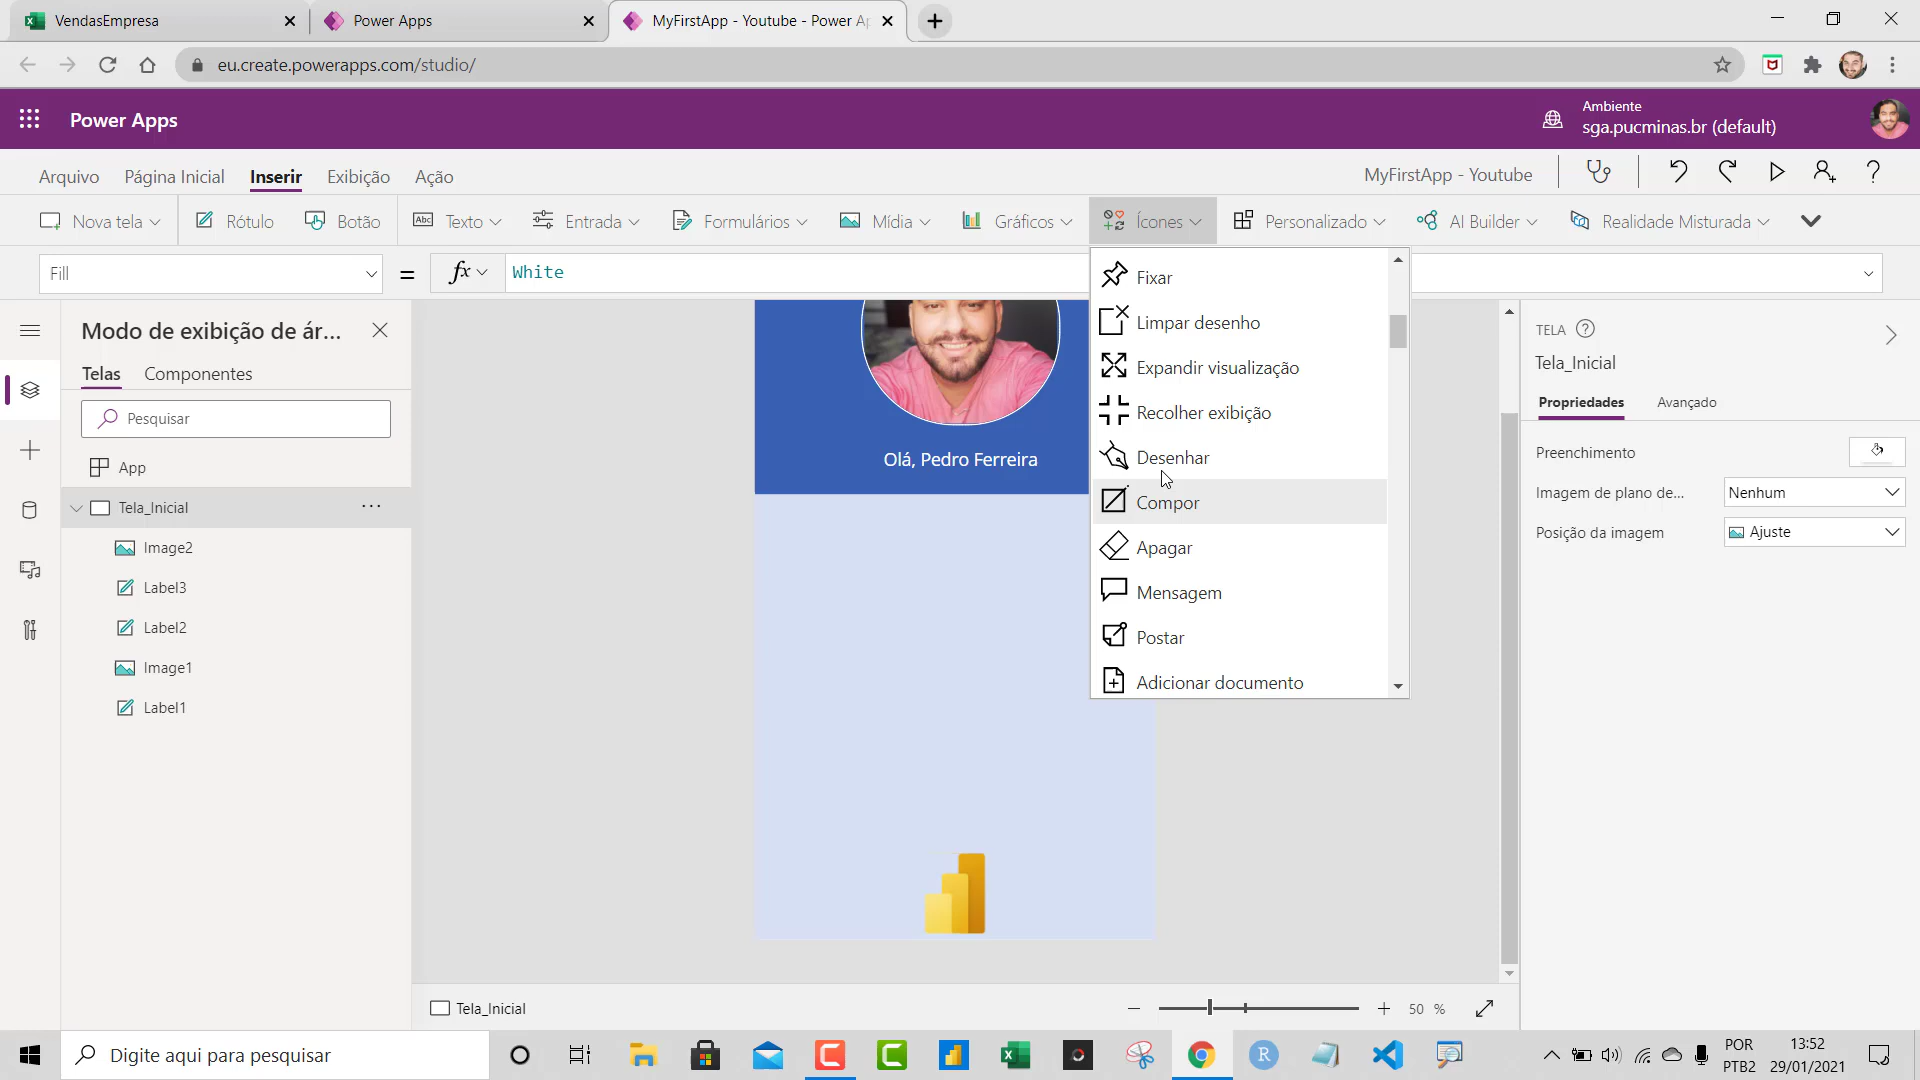 VendasEmpresa
Power Apps
MyFirstApp - Youtube - Power Ap
eu.create.powerapps.com/studio/
Power Apps
Ambiente
sga.pucminas.br (default)
Arquivo
Página Inicial
Inserir
Exibição
Ação
MyFirstApp - Youtube
Nova tela
Rótulo
Botão
Abc
Texto
Entrada
Formulários
Mídia
Gráficos
Ícones
Personalizado
AI Builder
Realidade Misturada
Fill
=
fx
White
Modo de exibição de ár...
Telas
Componentes
Pesquisar
App
Tela_Inicial
Image2
Label3
Label2
Image1
Label1
Olá, Pedro Ferreira
Fixar
Limpar desenho
Expandir visualização
Recolher exibição
Desenhar
Compor
Apagar
Mensagem
Postar
Adicionar documento
TELA
Tela_Inicial
Propriedades
Avançado
Preenchimento
Imagem de plano de...
Nenhum
Posição da imagem
Ajuste
Tela_Inicial
50 %
Digite aqui para pesquisar
POR
PTB2
13:52
29/01/2021